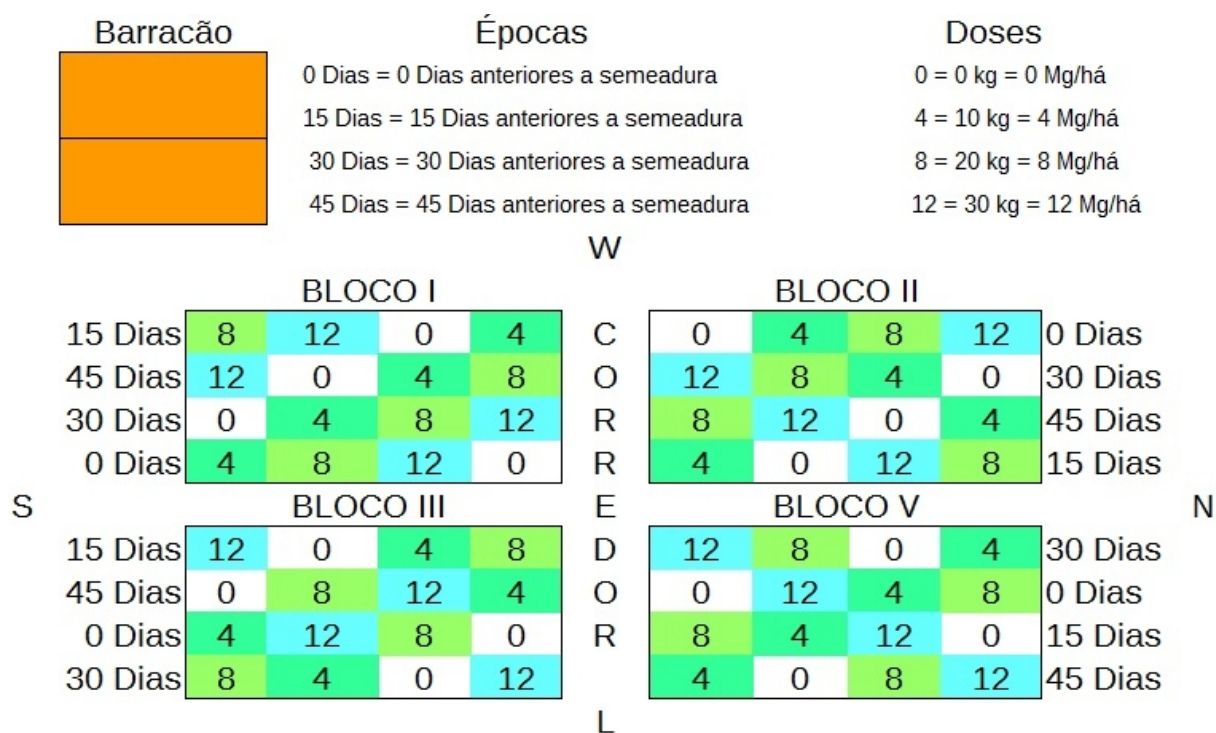 Barracão Épocas Doses
0 Dias = 0 Dias anteriores a semeadura 0 = 0 kg = 0 Mg/há
15 Dias = 15 Dias anteriores a semeadura 4 = 10 kg = 4 Mg/há
30 Dias = 30 Dias anteriores a semeadura 8 = 20 kg = 8 Mg/há
45 Dias = 45 Dias anteriores a semeadura 12 = 30 kg = 12 Mg/há
W
BLOCO I BLOCO II
15 Dias 8 12 0 4 C 0 4 8 12 0 Dias
45 Dias 12 0 4 8 O 12 8 4 0 30 Dias
30 Dias 0 4 8 12 R 8 12 0 4 45 Dias
0 Dias 4 8 12 0 R 4 0 12 8 15 Dias
S BLOCO III E BLOCO V N
15 Dias 12 0 4 8 D 12 8 0 4 30 Dias
45 Dias 0 8 12 4 O 0 12 4 8 0 Dias
0 Dias 4 12 8 0 R 8 4 12 0 15 Dias
30 Dias 8 4 0 12 4 0 8 12 45 Dias
L